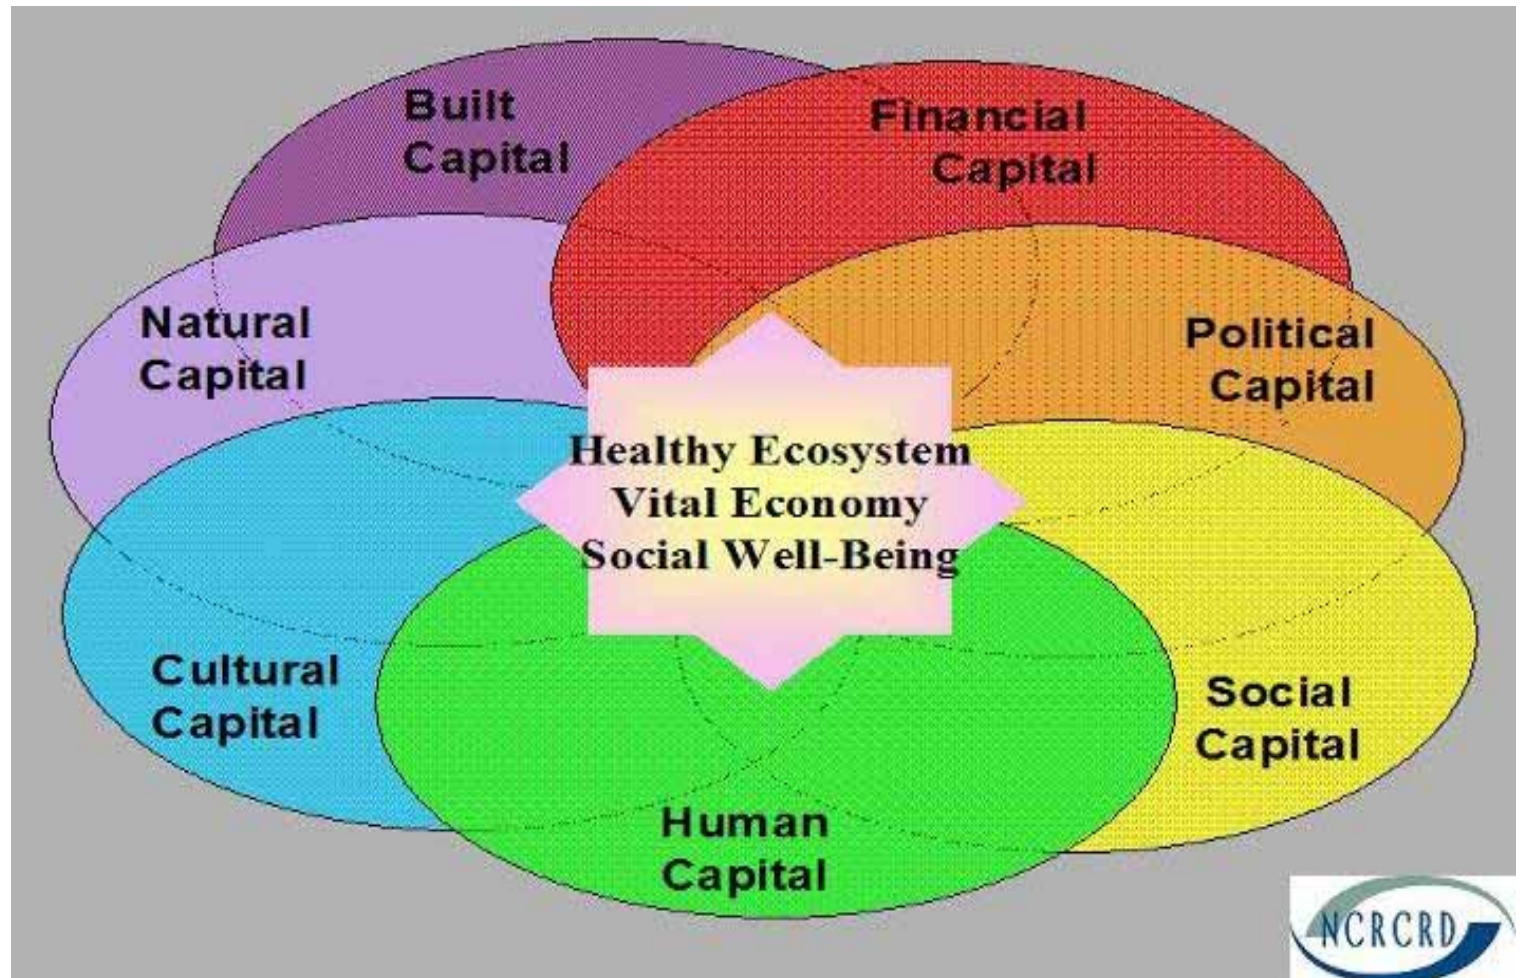 Built
Capital
Financial
Capital
Natural
Capital
Political
Capital
Healthy Ecosystem
Vital Economy
Social Well-Being
Cultural
Capital
Social
Capital
Human
Capital
NCRCRD